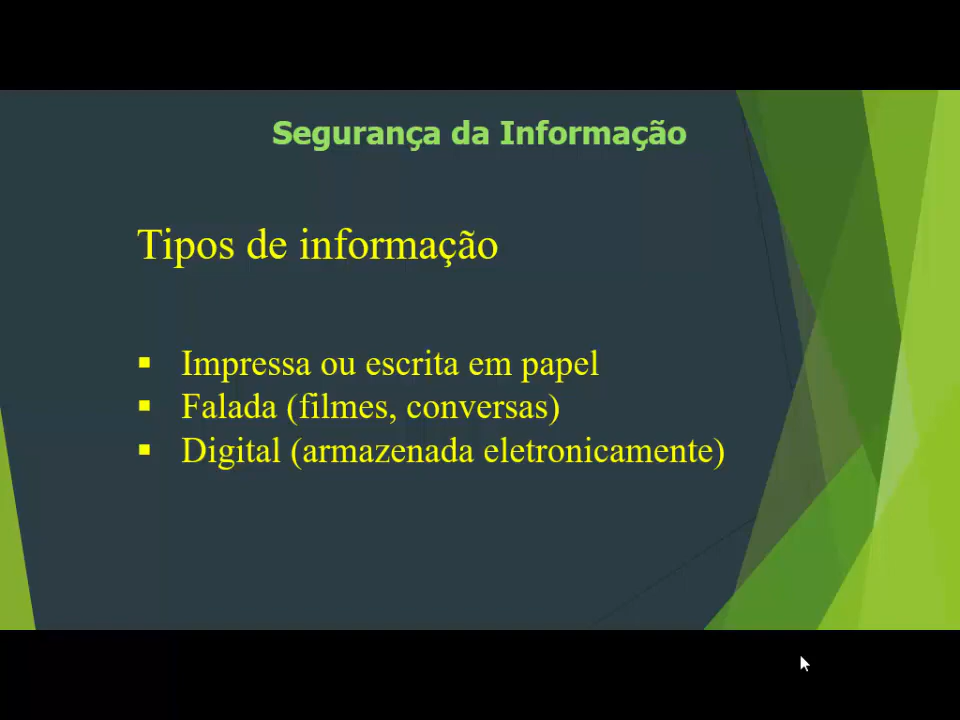 Segurança da Informação
Tipos de informação
▪ Impressa ou escrita em papel
▪ Falada (filmes, conversas)
▪ Digital (armazenada eletronicamente)